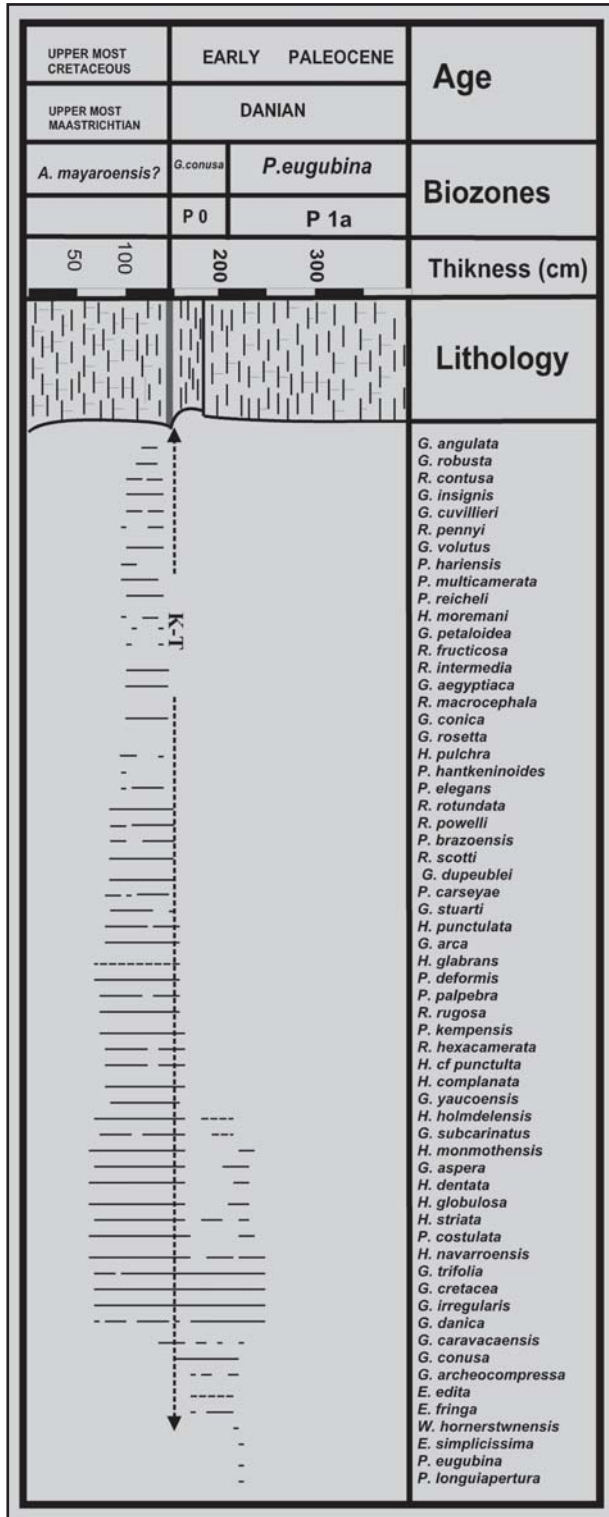 UPPER MOST
CRETACEOUS
EARLY PALEOCENE
Age
UPPER MOST
MAASTRICHTIAN
DANIAN
A. mayaroensis?
G.conusa
P.eugubina
Biozones
P 0
P 1a
50
100
200
300
Thikness (cm)
Lithology
K-T
G. angulata
G. robusta
R. contusa
G. insignis
G. cuvillieri
R. pennyi
G. volutus
P. hariensis
P. multicamerata
P. reicheli
H. moremani
G. petaloidea
R. fructicosa
R. intermedia
G. aegyptiaca
R. macrocephala
G. conica
G. rosetta
H. pulchra
P. hantkeninoides
P. elegans
R. rotundata
R. powelli
P. brazoensis
R. scotti
G. dupeublei
P. carseyae
G. stuarti
H. punctulata
G. arca
H. glabrans
P. deformis
P. palpebra
R. rugosa
P. kempensis
R. hexacamerata
H. cf punctulta
H. complanata
G. yaucoensis
H. holmdelensis
G. subcarinatus
H. monmothensis
G. aspera
H. dentata
H. globulosa
H. striata
P. costulata
H. navarroensis
G. trifolia
G. cretacea
G. irregularis
G. danica
G. caravacaensis
G. conusa
G. archeocompressa
E. edita
E. fringa
W. hornerstwnensis
E. simplicissima
P. eugubina
P. longuiapertura